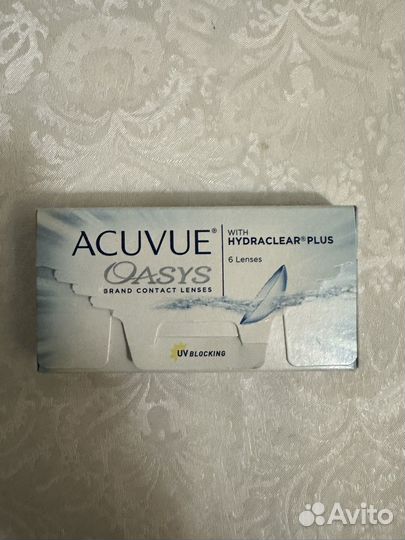 ACUVUE®
OASYS
BRAND CONTACT LENSES
WITH
HYDRACLEAR® PLUS
6 Lenses
UV BLOCKING
Avito